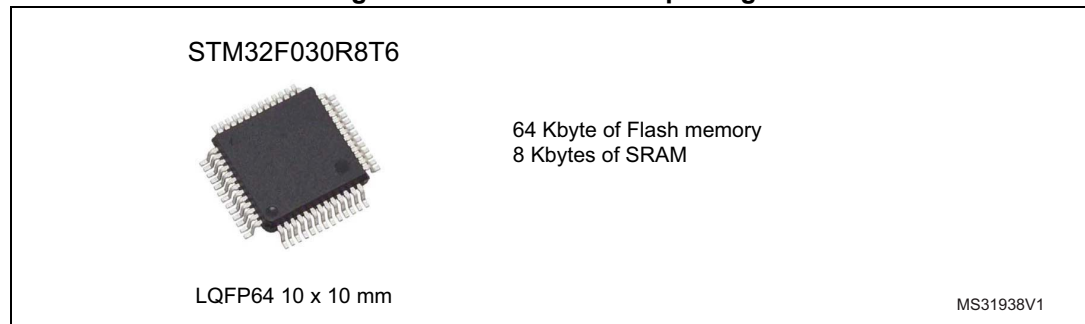 STM32F030R8T6
64 Kbyte of Flash memory
8 Kbytes of SRAM
LQFP64 10 x 10 mm
MS31938V1